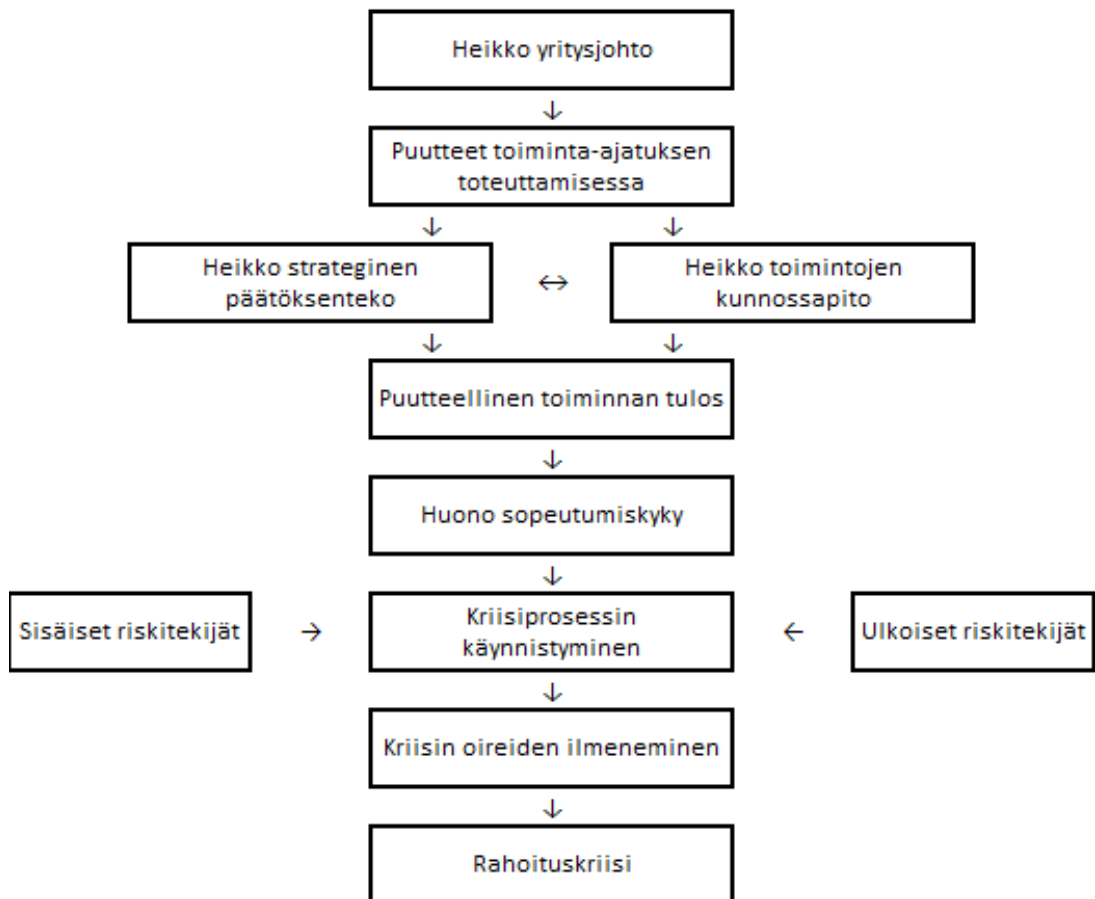 Heikko yritysjohto
↓
Puutteet toiminta-ajatuksen
toteuttamisessa
↓ ↓
Heikko strateginen
päätöksenteko
↔
Heikko toimintojen
kunnossapito
↓ ↓
Puutteellinen toiminnan tulos
↓
Huono sopeutumiskyky
↓
Sisäiset riskitekijät
→
Kriisiprosessin
käynnistyminen
←
Ulkoiset riskitekijät
↓
Kriisin oireiden ilmeneminen
↓
Rahoituskriisi